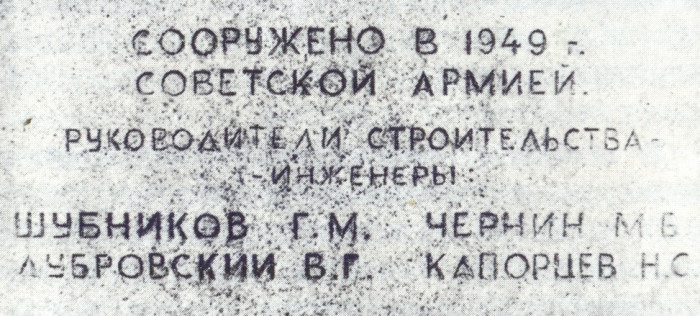 СООРУЖЕНО В 1949 г.
СОВЕТСКОЙ АРМИЕЙ.
РУКОВОДИТЕЛИ СТРОИТЕЛЬСТВА -
- ИНЖЕНЕРЫ:
ШУБНИКОВ Г.М. ЧЕРНИН М.Б
ДУБРОВСКИЙ В.Г. КАПОРЦЕВ Н.С